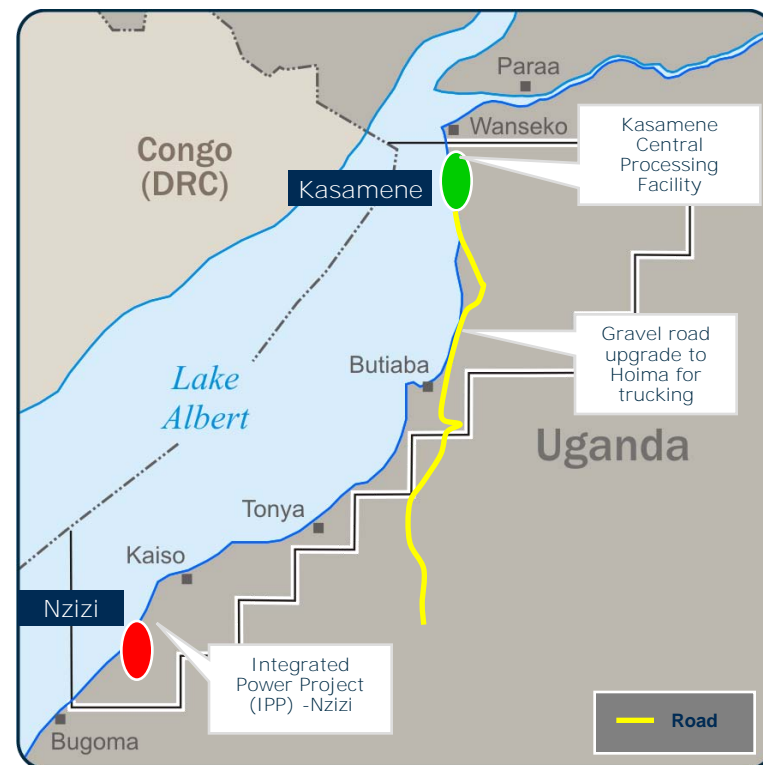 Paraa
Wanseko
Kasamene
Central
Processing
Facility
Congo
(DRC)
Kasamene
Gravel road
upgrade to
Hoima for
trucking
Butiaba
Lake
Albert
Uganda
Tonya
Kaiso
Nzizi
Integrated
Power Project
(IPP) -Nzizi
Bugoma
Road